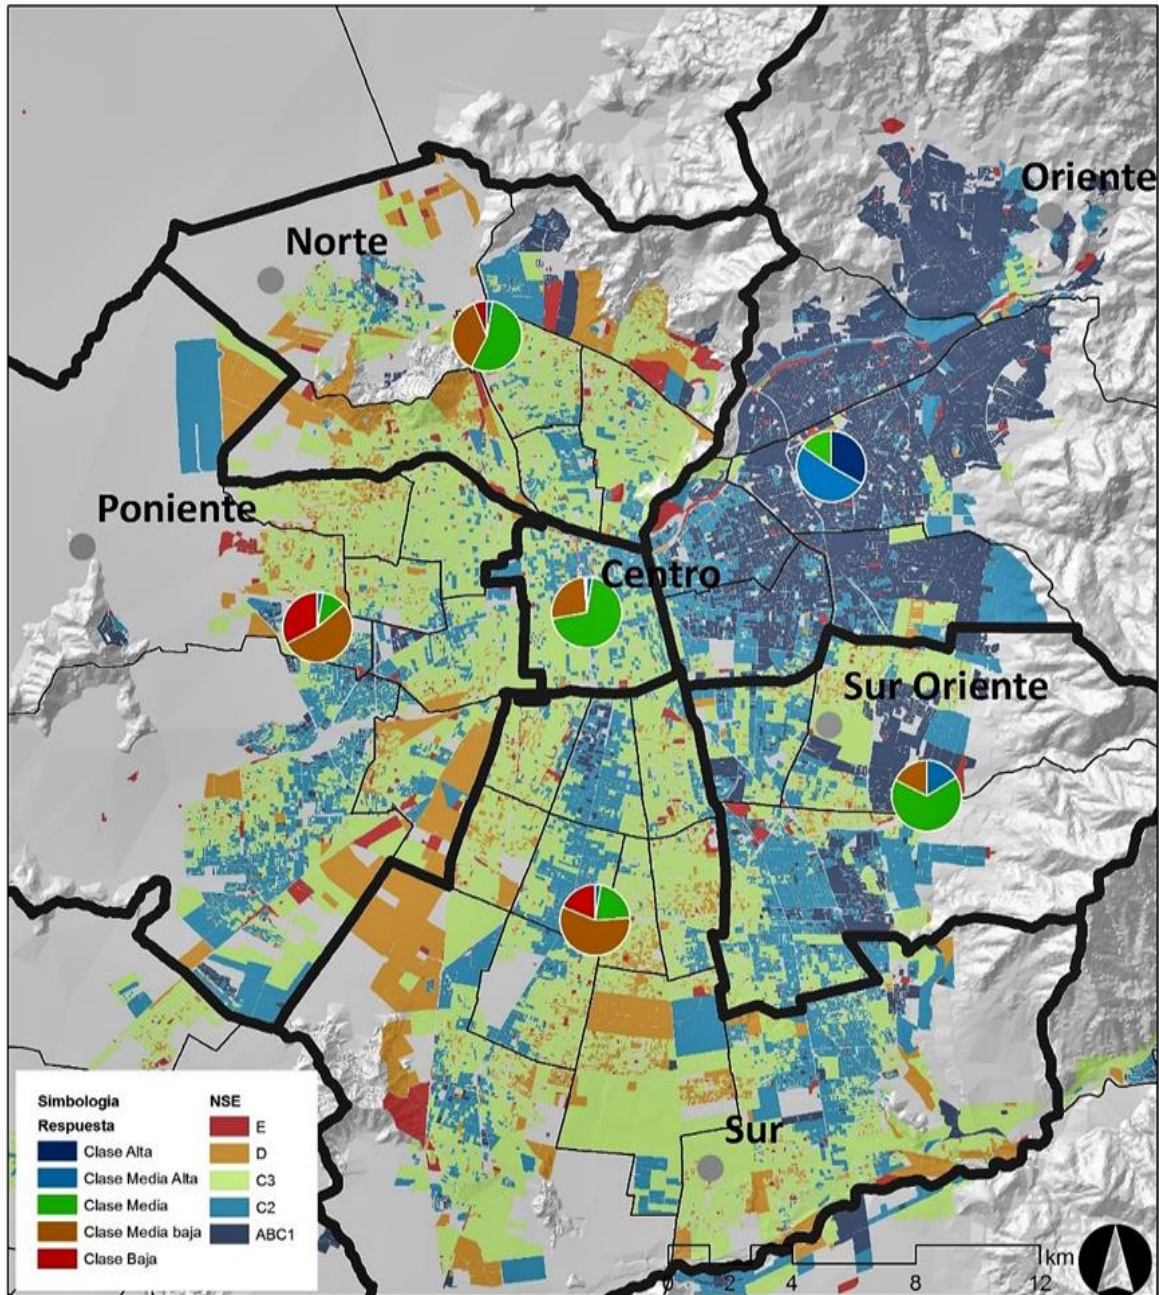 Oriente
Norte
Poniente
Centro
Sur Oriente
Sur
Simbologia
Respuesta
Clase Alta
Clase Media Alta
Clase Media
Clase Media baja
Clase Baja
NSE
E
D
C3
C2
ABC1
km
0 2 4 8 12